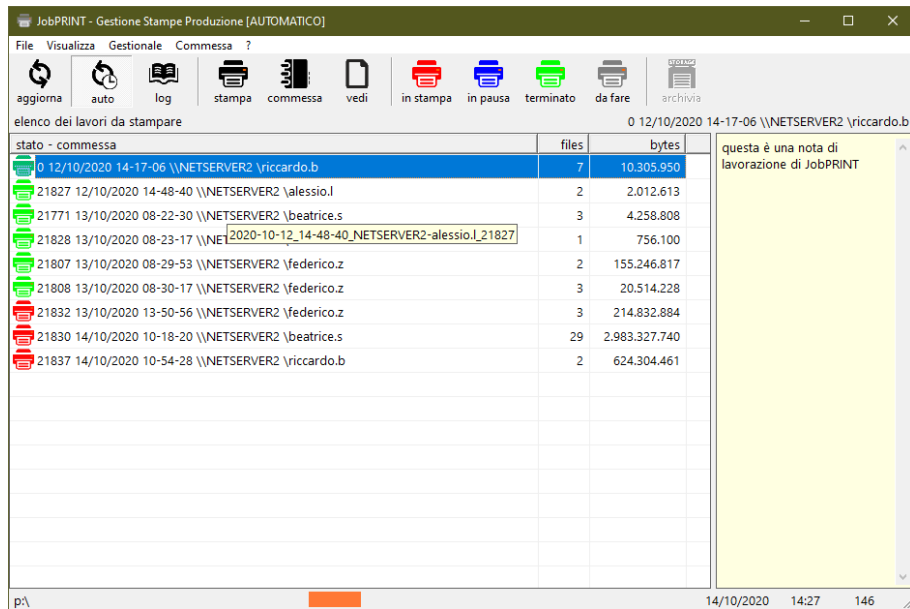 JobPRINT - Gestione Stampe Produzione [AUTOMATICO]
File Visualizza Gestionale Commessa ?
aggiorna auto log stampa commessa vedi in stampa in pausa terminato da fare archivia
elenco dei lavori da stampare 0 12/10/2020 14-17-06 \\NETSERVER2 \riccardo.b
stato - commessa files bytes
0 12/10/2020 14-17-06 \\NETSERVER2 \riccardo.b 7 10.305.950
21827 12/10/2020 14-48-40 \\NETSERVER2 \alessio.l 2 2.012.613
21771 13/10/2020 08-22-30 \\NETSERVER2 \beatrice.s 3 4.258.808
2020-10-12_14-48-40_NETSERVER2-alessio.l_21827
21828 13/10/2020 08-23-17 \\NET 1 756.100
21807 13/10/2020 08-29-53 \\NETSERVER2 \federico.z 2 155.246.817
21808 13/10/2020 08-30-17 \\NETSERVER2 \federico.z 3 20.514.228
21832 13/10/2020 13-50-56 \\NETSERVER2 \federico.z 3 214.832.884
21830 14/10/2020 10-18-20 \\NETSERVER2 \beatrice.s 29 2.983.327.740
21837 14/10/2020 10-54-28 \\NETSERVER2 \riccardo.b 2 624.304.461
questa è una nota di
lavorazione di JobPRINT
p:\ 14/10/2020 14:27 146